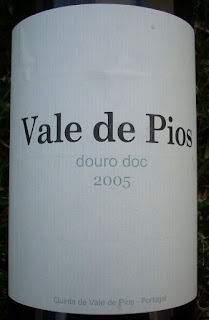 Vale de Pios
douro doc
2005
Quinta de Vale de Pios - Portugal